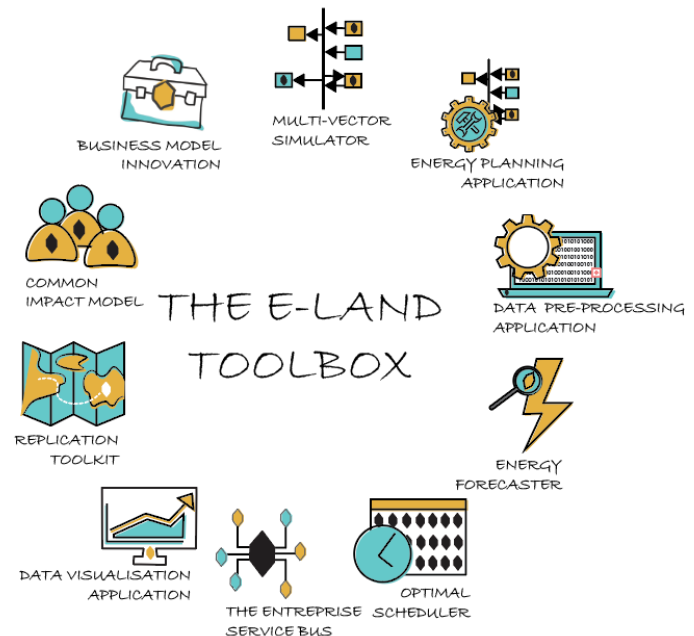 MULTI-VECTOR
SIMULATOR
BUSINESS MODEL
INNOVATION
ENERGY PLANNING
APPLICATION
COMMON
IMPACT MODEL
THE E-LAND
TOOLBOX
DATA PRE-PROCESSING
APPLICATION
REPLICATION
TOOLKIT
ENERGY
FORECASTER
DATA VISUALISATION
APPLICATION
THE ENTREPRISE
SERVICE BUS
OPTIMAL
SCHEDULER